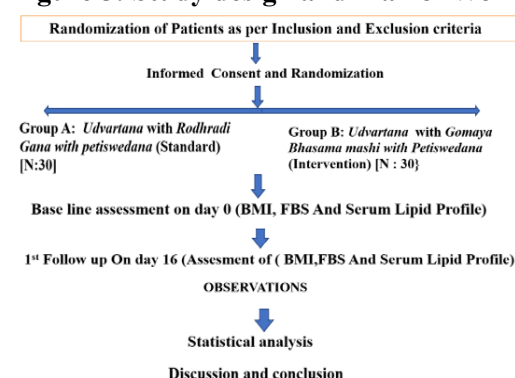 Randomization of Patients as per Inclusion and Exclusion criteria
Informed Consent and Randomization
Group A: Udvartana with Rodhradi
Gana with petiswedana (Standard)
[N:30]
Group B: Udvartana with Gomaya
Bhasama mashi with Petiswedana
(Intervention) [N : 30}
Base line assessment on day 0 (BMI, FBS And Serum Lipid Profile)
1st Follow up On day 16 (Assesment of ( BMI,FBS And Serum Lipid Profile)
OBSERVATIONS
Statistical analysis
Discussion and conclusion